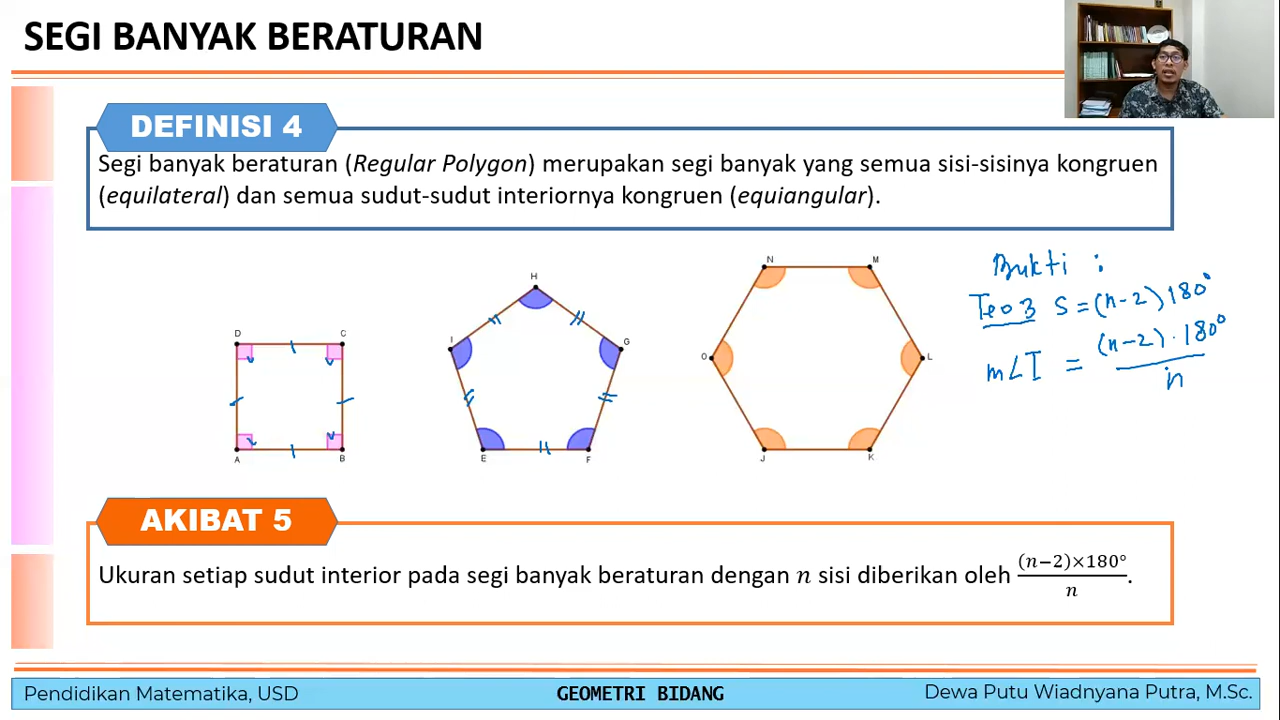 SEGI BANYAK BERATURAN
DEFINISI 4
Segi banyak beraturan (Regular Polygon) merupakan segi banyak yang semua sisi-sisinya kongruen
(equilateral) dan semua sudut-sudut interiornya kongruen (equiangular).
D C
A B
H
I G
E F
N M
O L
J K
Bukti :
Teo 3 S = (n-2) 180°
m∠I = (n-2) · 180°
n
AKIBAT 5
Ukuran setiap sudut interior pada segi banyak beraturan dengan n sisi diberikan oleh (n−2)×180°
n.
Pendidikan Matematika, USD
GEOMETRI BIDANG
Dewa Putu Wiadnyana Putra, M.Sc.